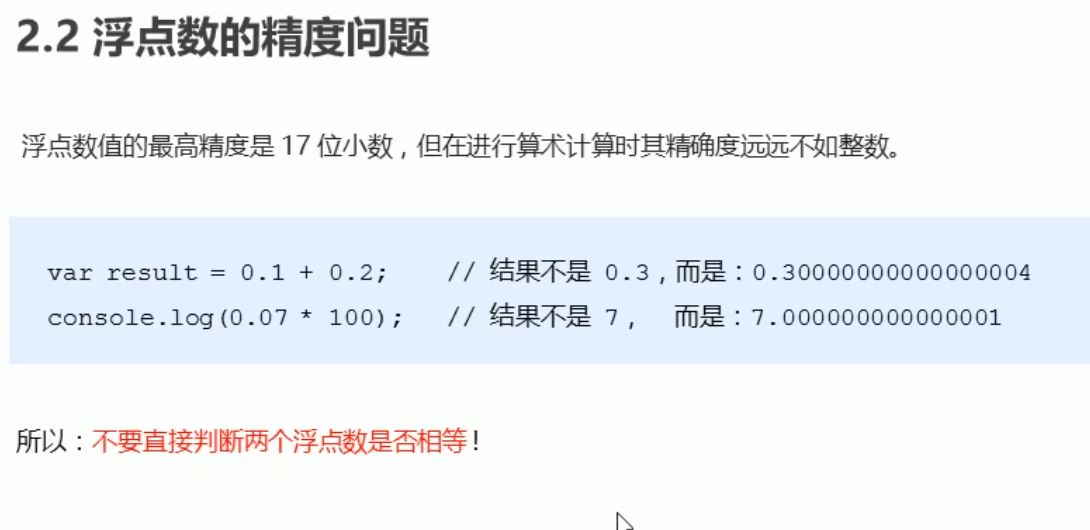 2.2 浮点数的精度问题
浮点数值的最高精度是 17 位小数，但在进行算术计算时其精确度远远不如整数。
var result = 0.1 + 0.2;    // 结果不是 0.3，而是：0.30000000000000004
console.log(0.07 * 100);   // 结果不是 7，  而是：7.000000000000001
所以：不要直接判断两个浮点数是否相等！